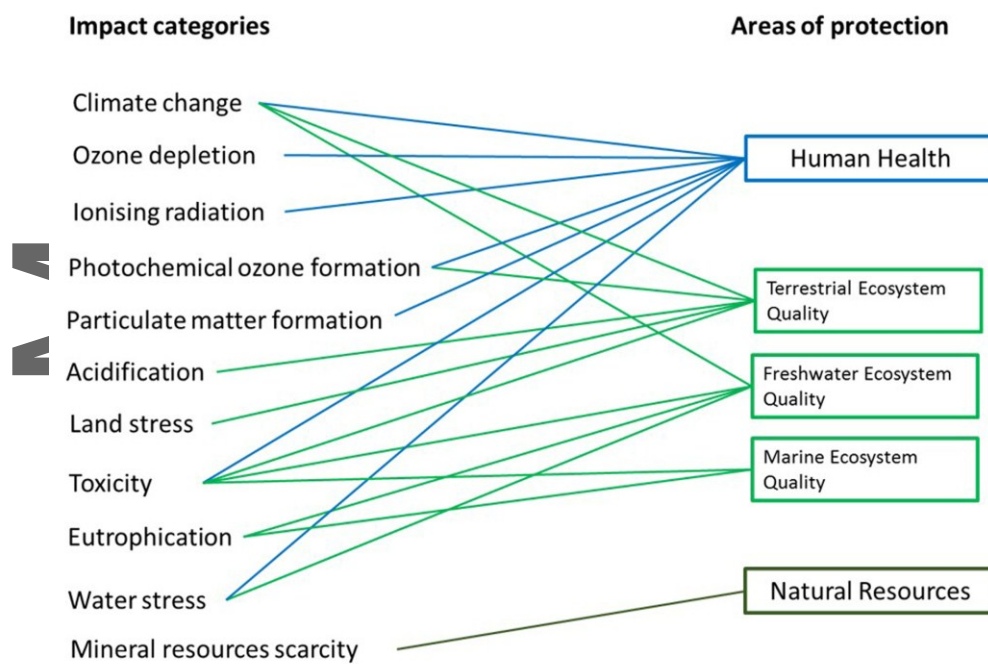 Impact categories
Areas of protection
Climate change
Ozone depletion
Human Health
Ionising radiation
Photochemical ozone formation
Terrestrial Ecosystem
Quality
Particulate matter formation
Acidification
Freshwater Ecosystem
Quality
Land stress
Marine Ecosystem
Quality
Toxicity
Eutrophication
Water stress
Natural Resources
Mineral resources scarcity